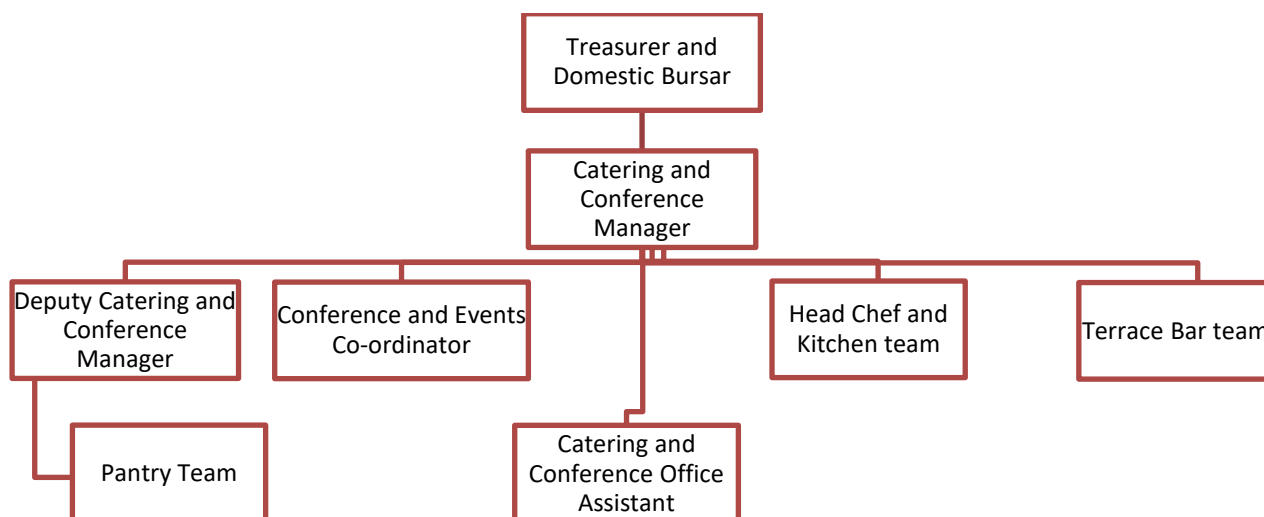 Treasurer and
Domestic Bursar
Catering and
Conference
Manager
Deputy Catering and
Conference
Manager
Conference and Events
Co-ordinator
Head Chef and
Kitchen team
Terrace Bar team
Pantry Team
Catering and
Conference Office
Assistant